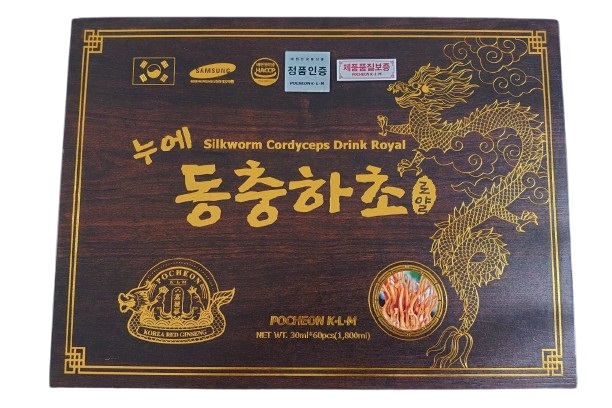 SAMSUNG
HACCP
정품인증
POCHEON K-L-M
제품품질보증
POCHEON K-L-M
누에
Silkworm Cordyceps Drink Royal
동충하초
로얄
POCHEON
K L M
KOREA RED GINSENG
POCHEON K-L-M
NET WT. 30ml*60pcs(1,800ml)